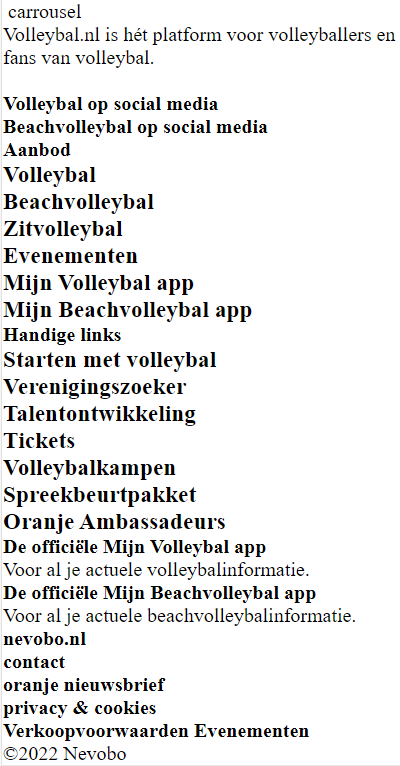 carrousel
Volleybal.nl is hét platform voor volleyballers en
fans van volleybal.
Volleybal op social media
Beachvolleybal op social media
Aanbod
Volleybal
Beachvolleybal
Zitvolleybal
Evenementen
Mijn Volleybal app
Mijn Beachvolleybal app
Handige links
Starten met volleybal
Verenigingszoeker
Talentontwikkeling
Tickets
Volleybalkampen
Spreekbeurtpakket
Oranje Ambassadeurs
De officiële Mijn Volleybal app
Voor al je actuele volleybalinformatie.
De officiële Mijn Beachvolleybal app
Voor al je actuele beachvolleybalinformatie.
nevobo.nl
contact
oranje nieuwsbrief
privacy & cookies
Verkoopvoorwaarden Evenementen
©2022 Nevobo